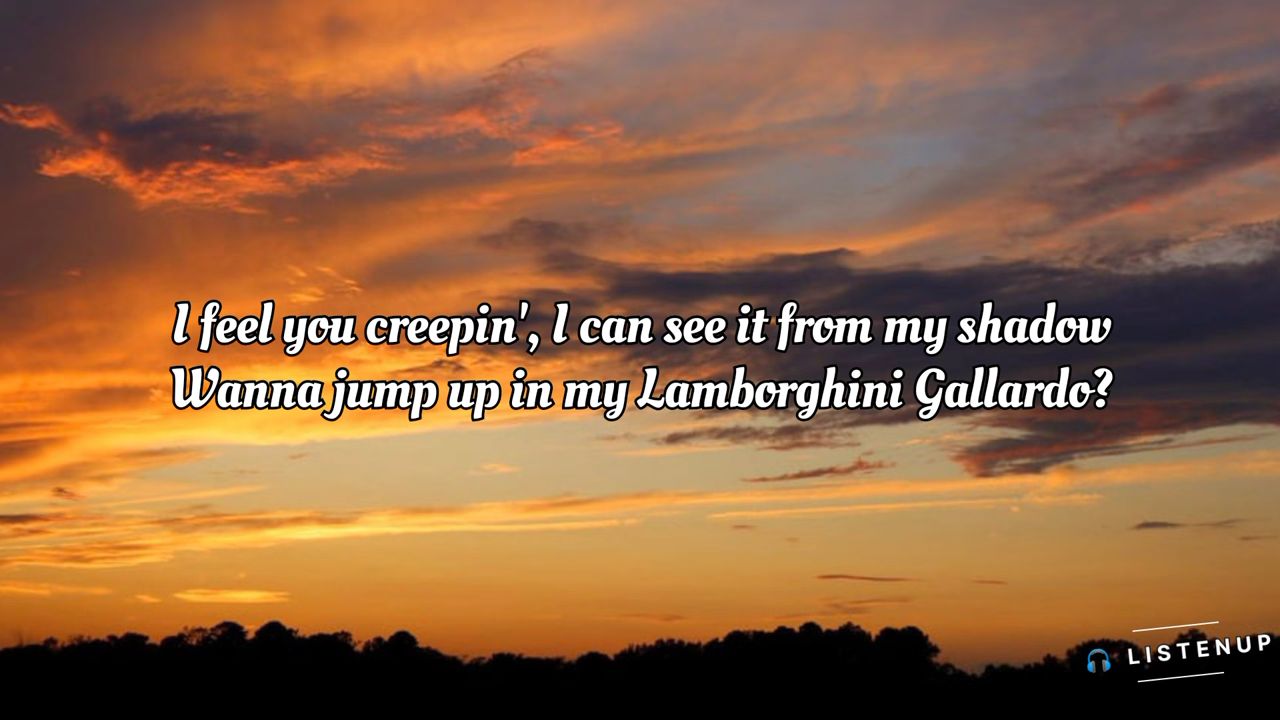 I feel you creepin', I can see it from my shadow
Wanna jump up in my Lamborghini Gallardo?
LISTENUP